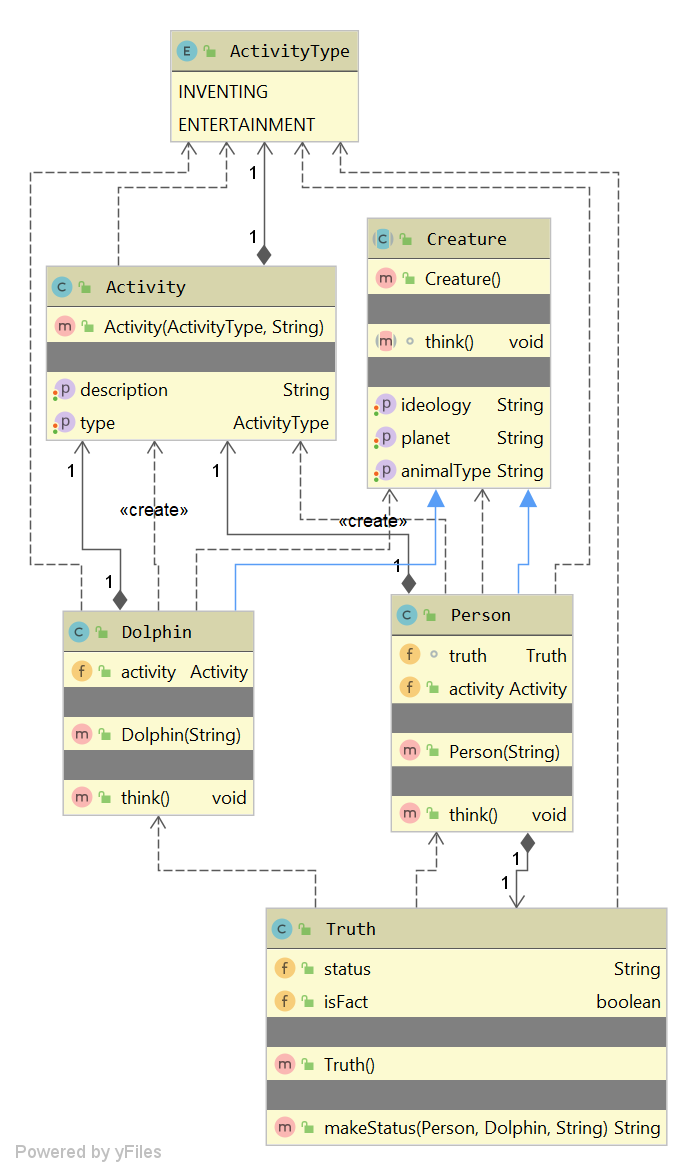 E ActivityType
INVENTING
ENTERTAINMENT
1
1
C Creature
m Creature()
m think() void
p ideology String
p planet String
p animalType String
C Activity
m Activity(ActivityType, String)
p description String
p type ActivityType
1
1
«create»
«create»
1
1
C Dolphin
f activity Activity
m Dolphin(String)
m think() void
C Person
f truth Truth
f activity Activity
m Person(String)
m think() void
1
1
C Truth
f status String
f isFact boolean
m Truth()
m makeStatus(Person, Dolphin, String) String
Powered by yFiles